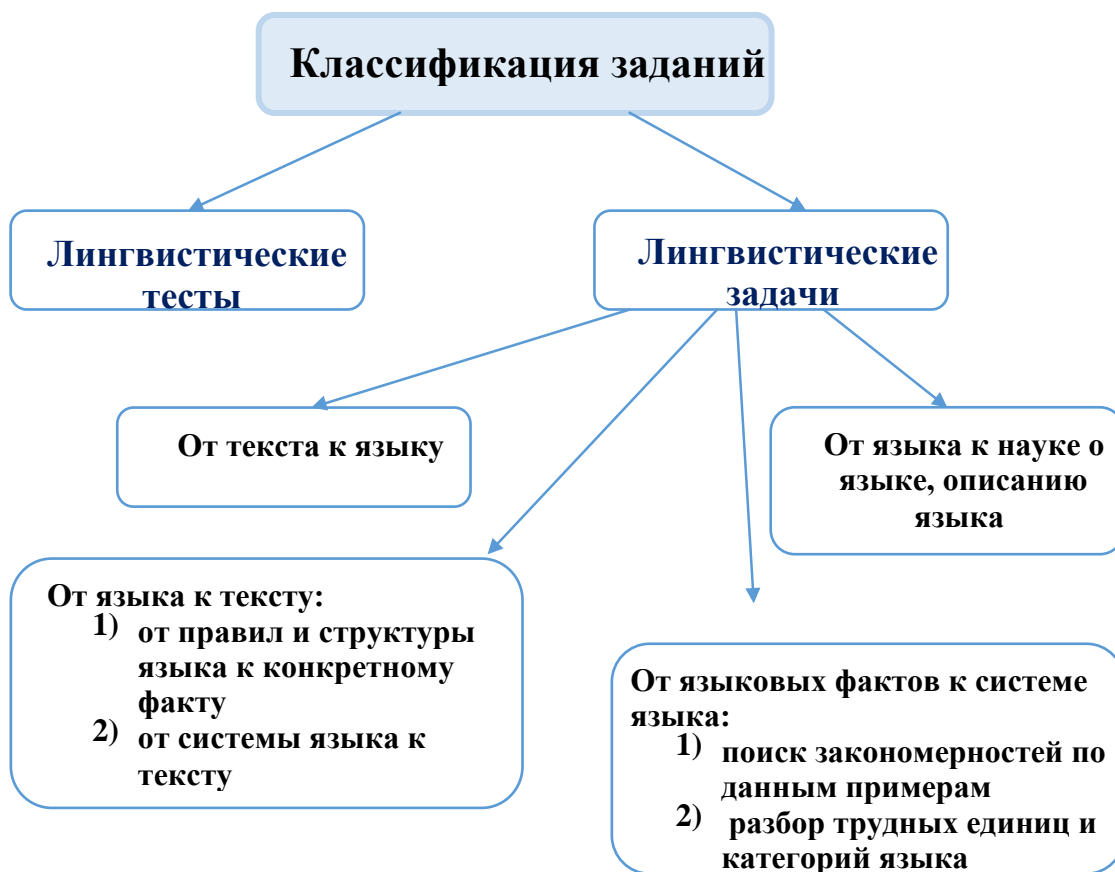 Классификация заданий
Лингвистические
тесты
Лингвистические
задачи
От текста к языку
От языка к науке о
языке, описанию
языка
От языка к тексту:
1) от правил и структуры
языка к конкретному
факту
2) от системы языка к
тексту
От языковых фактов к системе
языка:
1) поиск закономерностей по
данным примерам
2) разбор трудных единиц и
категорий языка